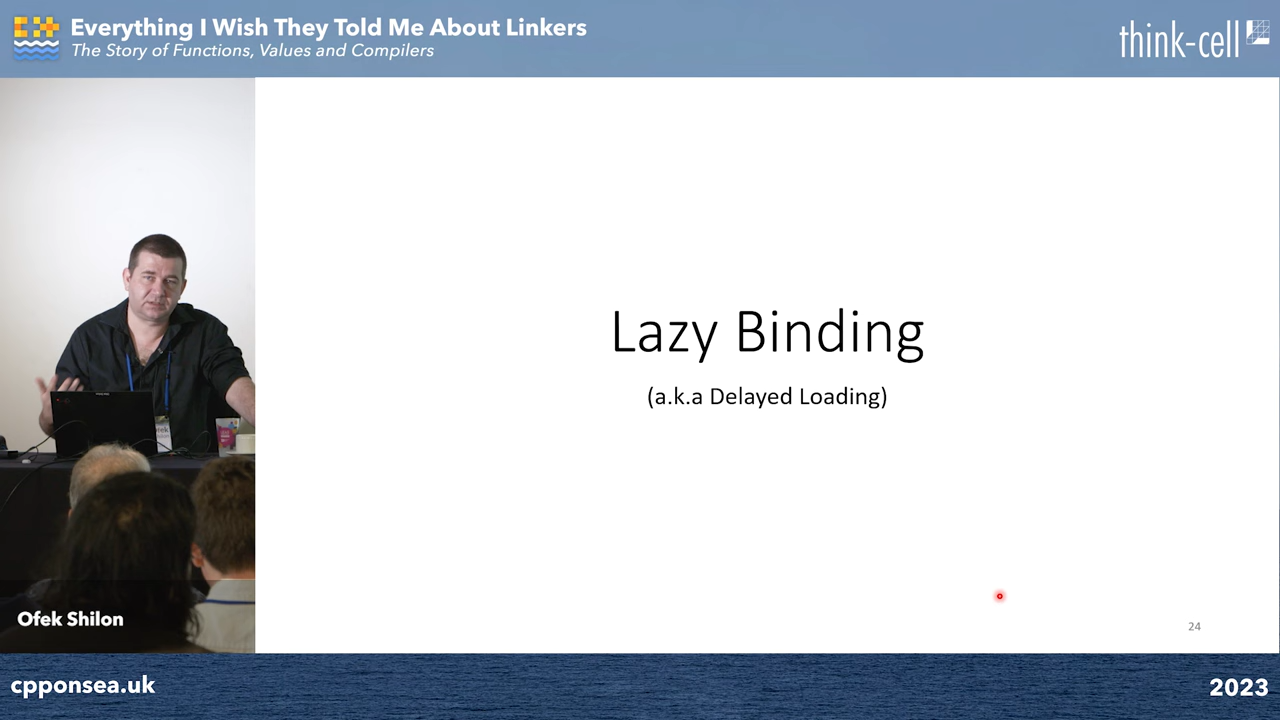 Everything I Wish They Told Me About Linkers
The Story of Functions, Values and Compilers
think-cell
Lazy Binding
(a.k.a Delayed Loading)
24
Ofek Shilon
cpponsea.uk
2023